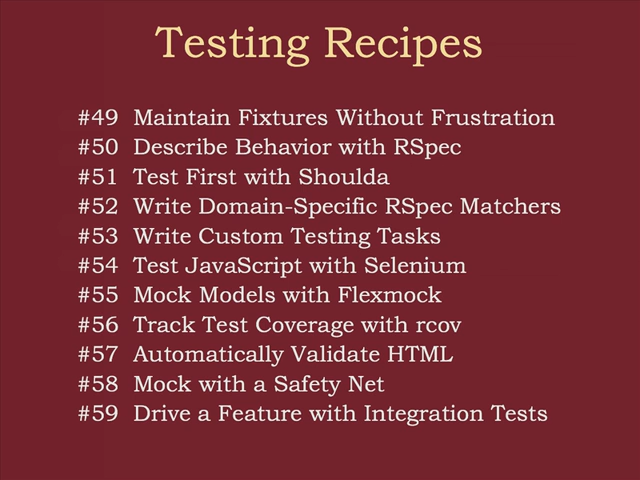 Testing Recipes
#49 Maintain Fixtures Without Frustration
#50 Describe Behavior with RSpec
#51 Test First with Shoulda
#52 Write Domain-Specific RSpec Matchers
#53 Write Custom Testing Tasks
#54 Test JavaScript with Selenium
#55 Mock Models with Flexmock
#56 Track Test Coverage with rcov
#57 Automatically Validate HTML
#58 Mock with a Safety Net
#59 Drive a Feature with Integration Tests